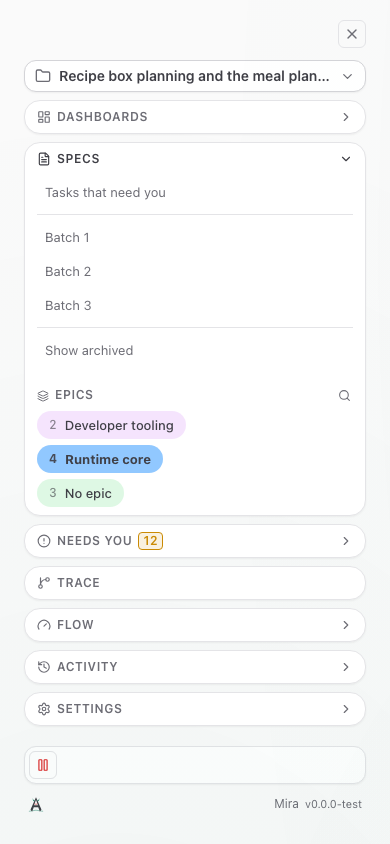 Recipe box planning and the meal plan...
DASHBOARDS
SPECS
Tasks that need you
Batch 1
Batch 2
Batch 3
Show archived
EPICS
2 Developer tooling
4 Runtime core
3 No epic
NEEDS YOU 12
TRACE
FLOW
ACTIVITY
SETTINGS
Mira v0.0.0-test